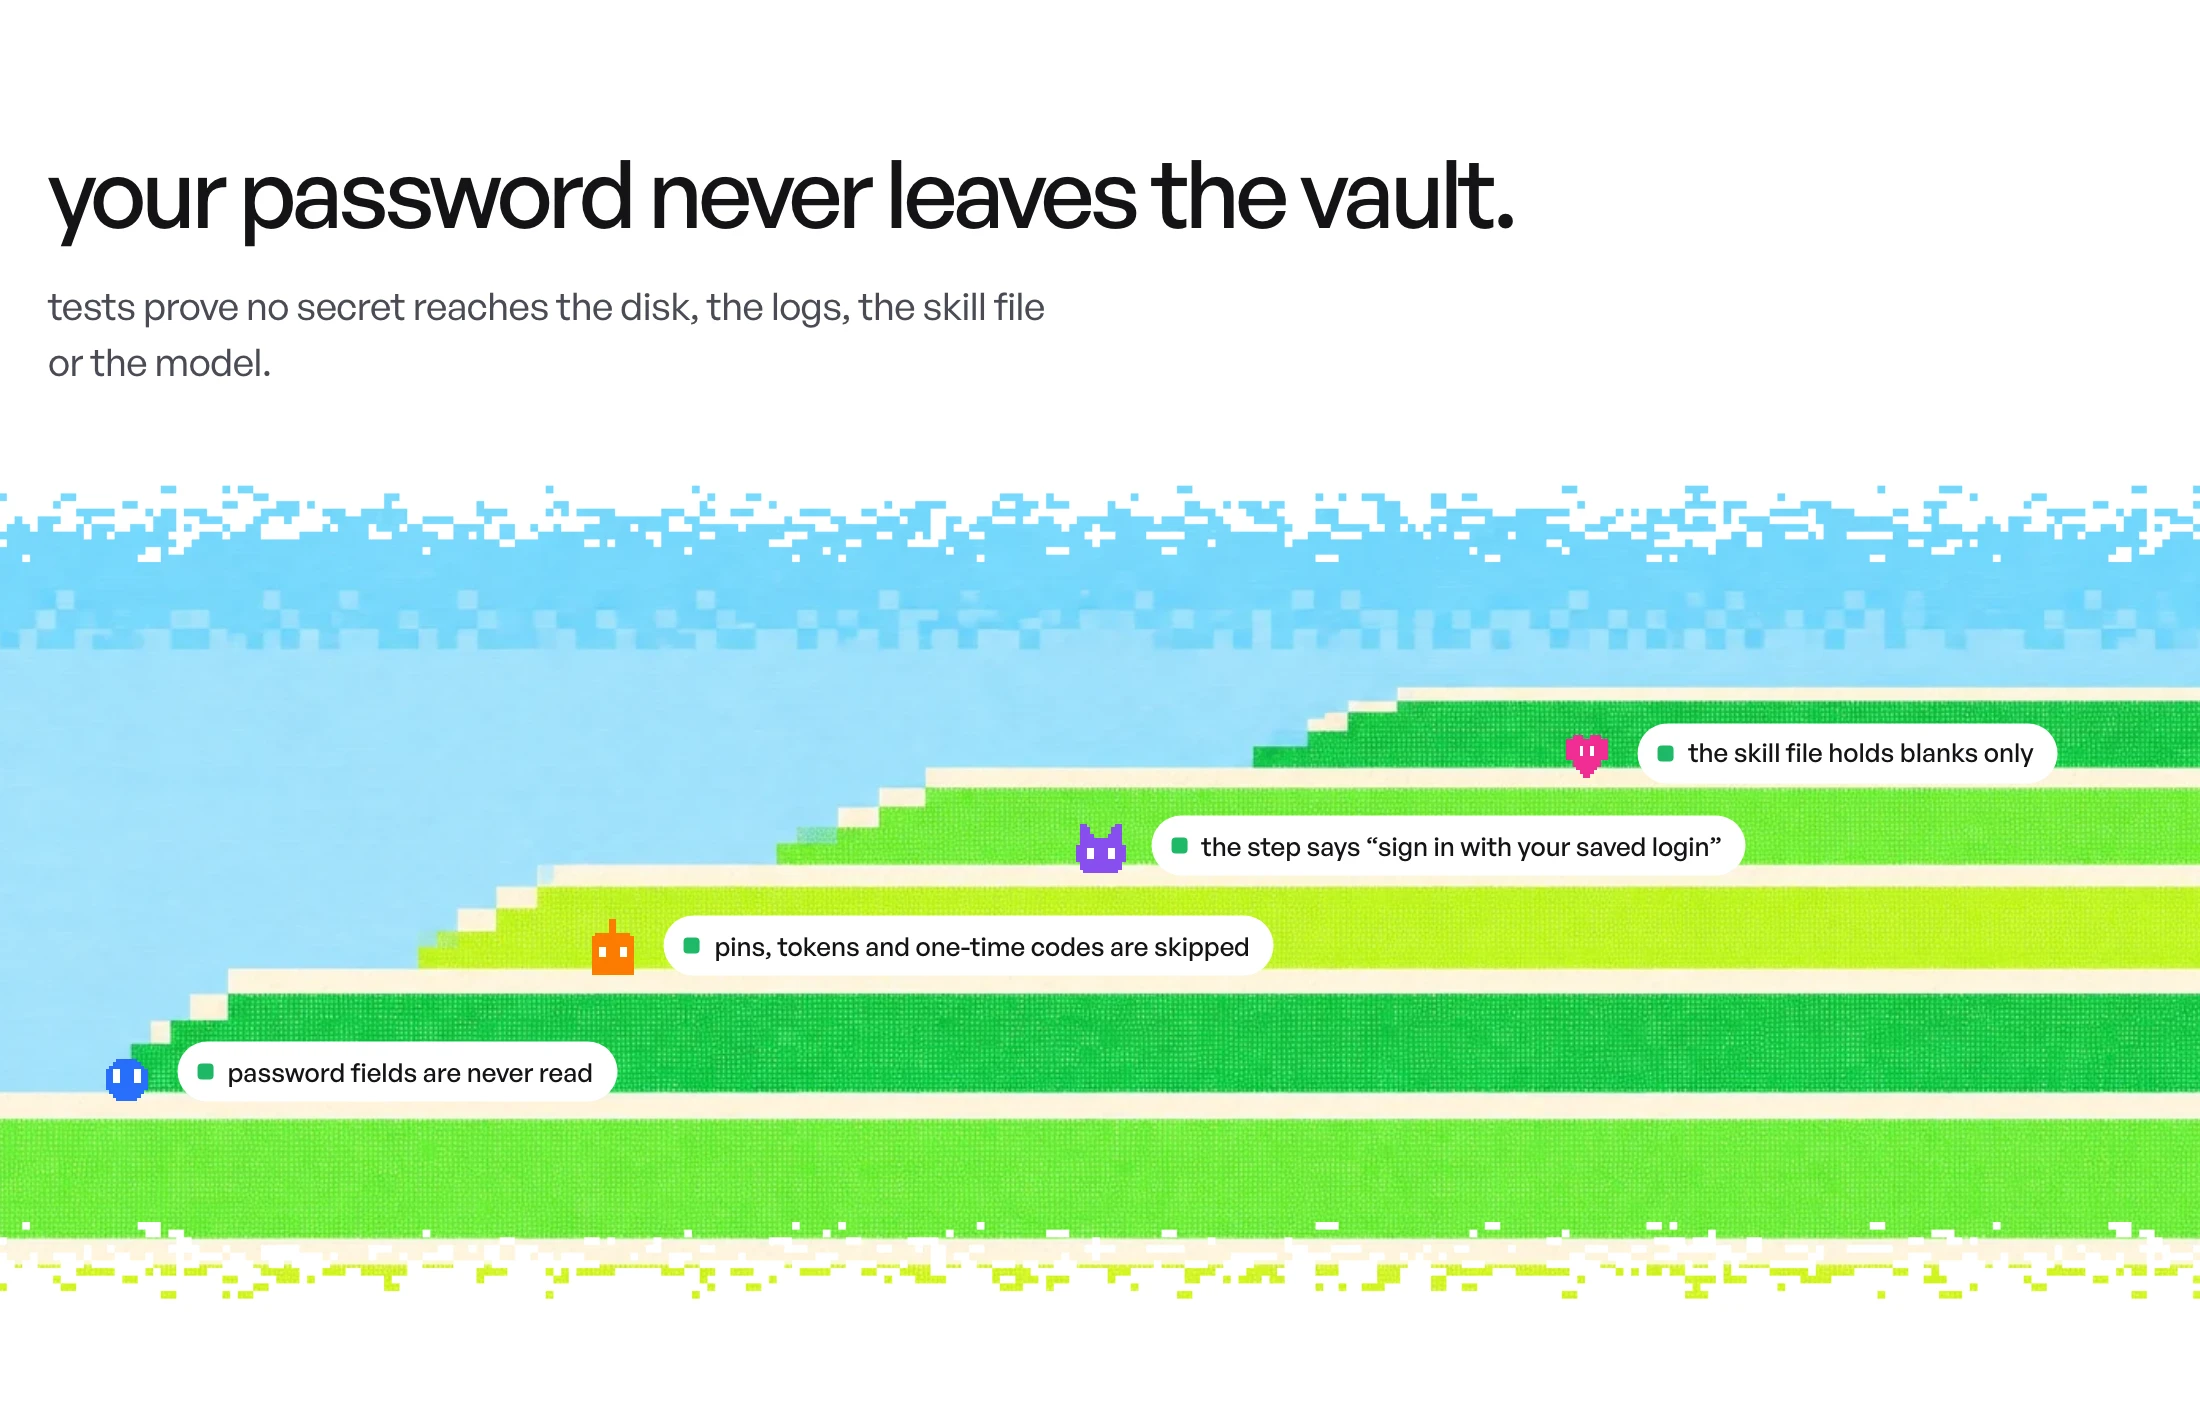 your password never leaves the vault.
tests prove no secret reaches the disk, the logs, the skill file
or the model.
the skill file holds blanks only
the step says “sign in with your saved login”
pins, tokens and one-time codes are skipped
password fields are never read